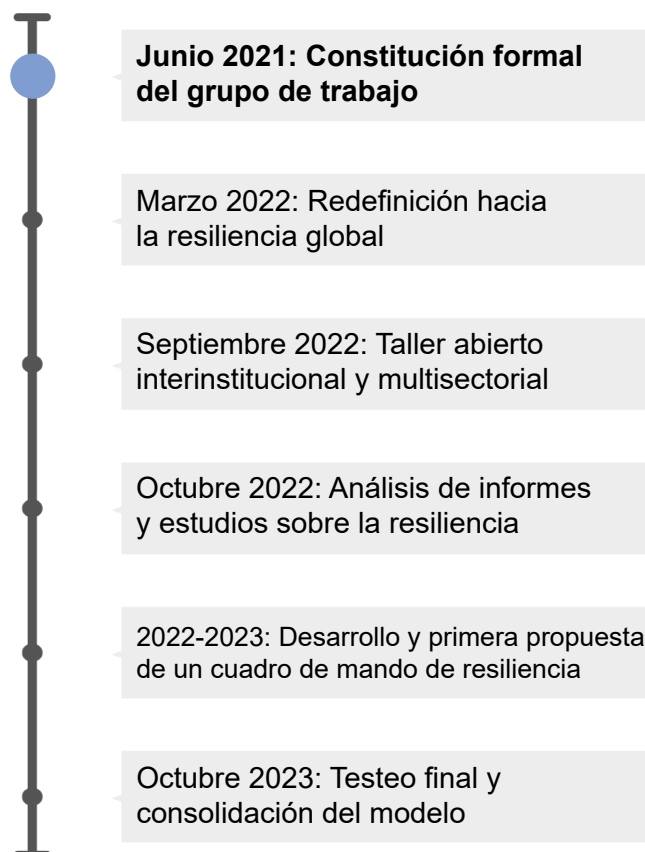 Junio 2021: Constitución formal
del grupo de trabajo
Marzo 2022: Redefinición hacia
la resiliencia global
Septiembre 2022: Taller abierto
interinstitucional y multisectorial
Octubre 2022: Análisis de informes
y estudios sobre la resiliencia
2022-2023: Desarrollo y primera propuesta
de un cuadro de mando de resiliencia
Octubre 2023: Testeo final y
consolidación del modelo